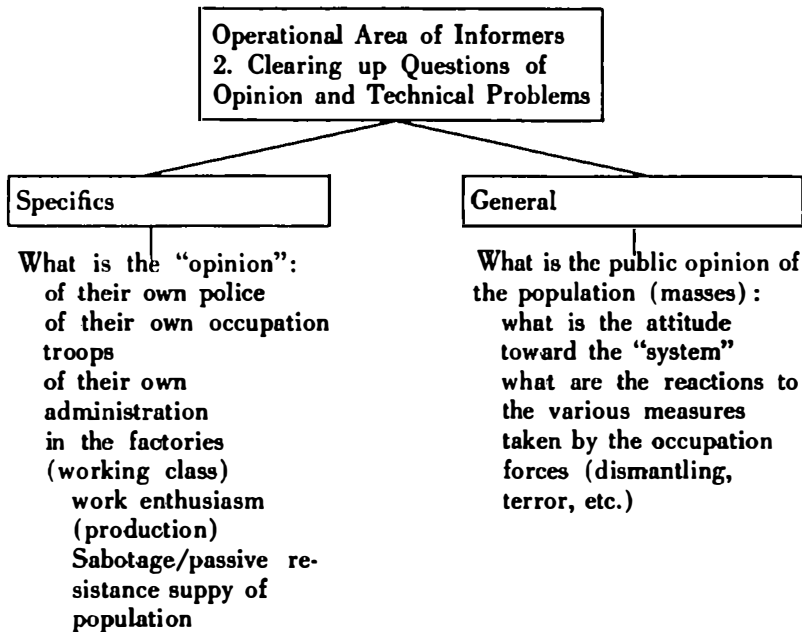 Operational Area of Informers
2. Clearing up Questions of
Opinion and Technical Problems
Specifics
What is the “opinion”:
of their own police
of their own occupation
troops
of their own
administration
in the factories
(working class)
work enthusiasm
(production)
Sabotage/passive re-
sistance suppy of
population
General
What is the public opinion of
the population (masses):
what is the attitude
toward the “system”
what are the reactions to
the various measures
taken by the occupation
forces (dismantling,
terror, etc.)